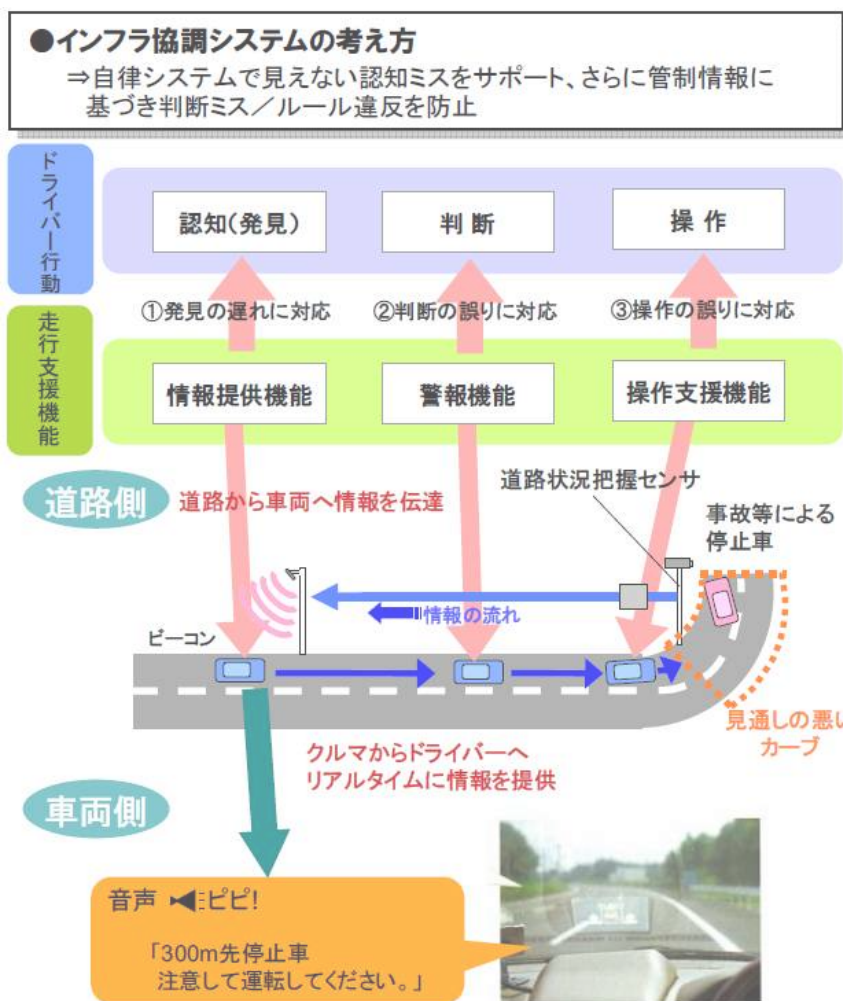 ●インフラ協調システムの考え方
⇒自律システムで見えない認知ミスをサポート、さらに管制情報に
基づき判断ミス／ルール違反を防止
ドライバー行動
認知(発見)
判 断
操 作
①発見の遅れに対応
②判断の誤りに対応
③操作の誤りに対応
走行支援機能
情報提供機能
警報機能
操作支援機能
道路側
道路から車両へ情報を伝達
道路状況把握センサ
事故等による
停止車
情報の流れ
ビーコン
見通しの悪い
カーブ
クルマからドライバーへ
リアルタイムに情報を提供
車両側
音声 ピピ!
「300m先停止車
注意して運転してください。」